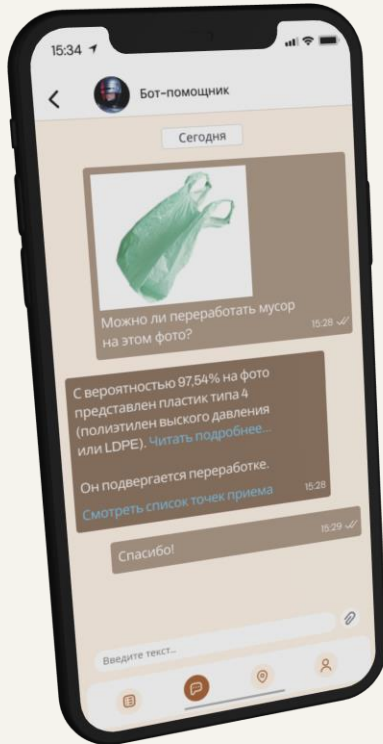 15:34
Бот-помощник
Сегодня
Можно ли переработать мусор
на этом фото?
15:28
С вероятностью 97,54% на фото
представлен пластик типа 4
(полиэтилен выского давления
или LDPE). Читать подробнее...
Он подвергается переработке.
Смотреть список точек приема
15:28
Спасибо!
15:29
Введите текст...